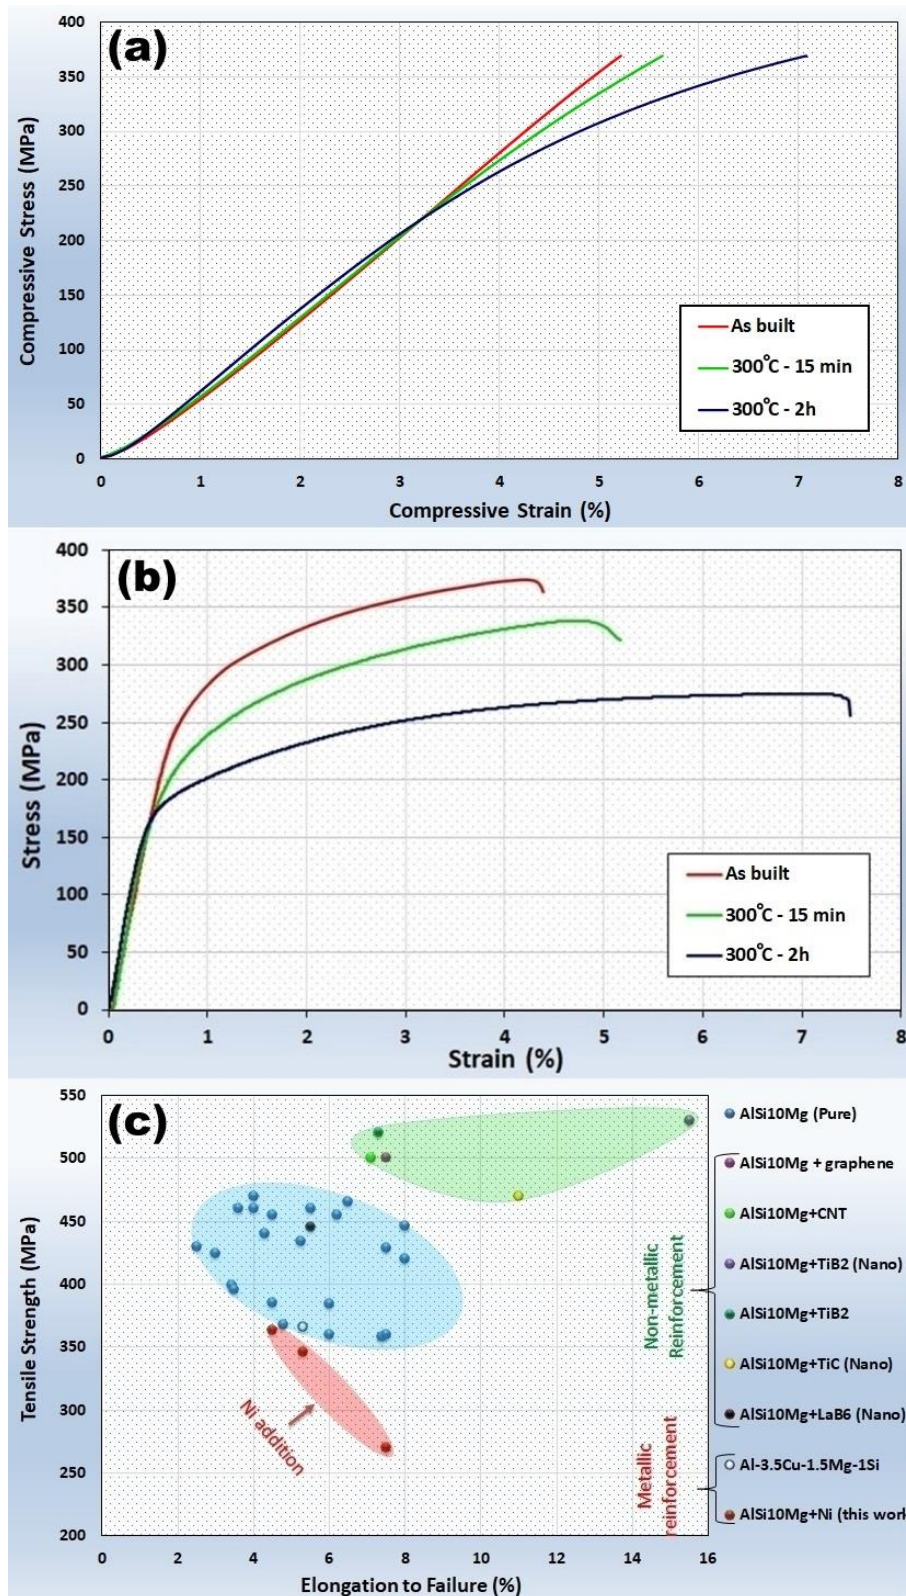 (a)
400
350
300
250
200
150
100
50
0
Compressive Stress (MPa)
As built
300°C - 15 min
300°C - 2h
0 1 2 3 4 5 6 7 8
Compressive Strain (%)
(b)
400
350
300
250
200
150
100
50
0
Stress (MPa)
As built
300°C - 15 min
300°C - 2h
0 1 2 3 4 5 6 7 8
Strain (%)
(c)
550
500
450
400
350
300
250
200
Tensile Strength (MPa)
Ni addition
Non-metallic
Reinforcement
Metallic
reinforcement
AlSi10Mg (Pure)
AlSi10Mg + graphene
AlSi10Mg+CNT
AlSi10Mg+TiB2 (Nano)
AlSi10Mg+TiB2
AlSi10Mg+TiC (Nano)
AlSi10Mg+LaB6 (Nano)
Al-3.5Cu-1.5Mg-1Si
AlSi10Mg+Ni (this work
0 2 4 6 8 10 12 14 16
Elongation to Failure (%)